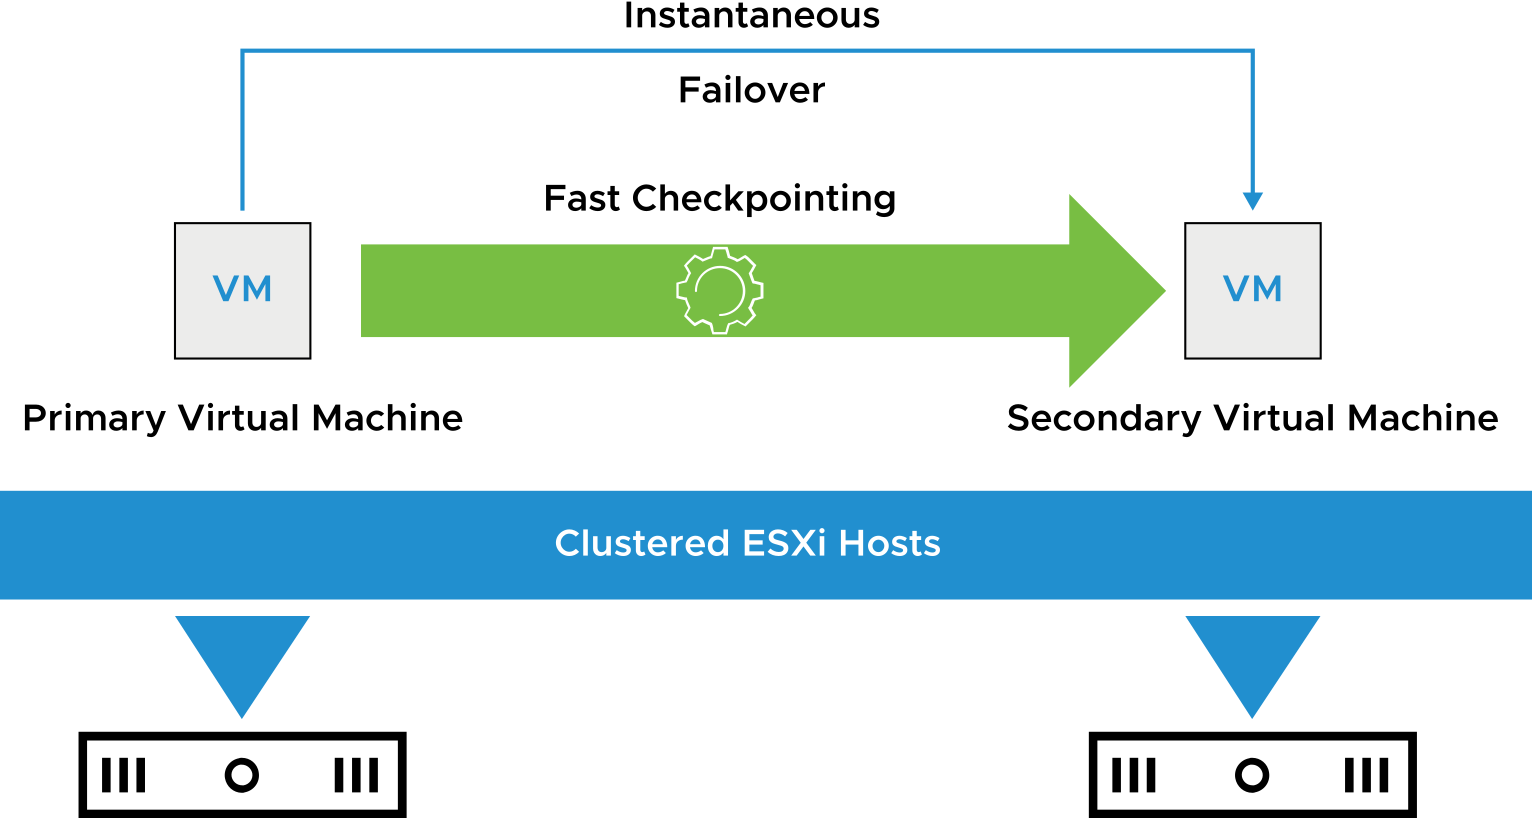 Instantaneous
Failover
Fast Checkpointing
VM
VM
Primary Virtual Machine
Secondary Virtual Machine
Clustered ESXi Hosts